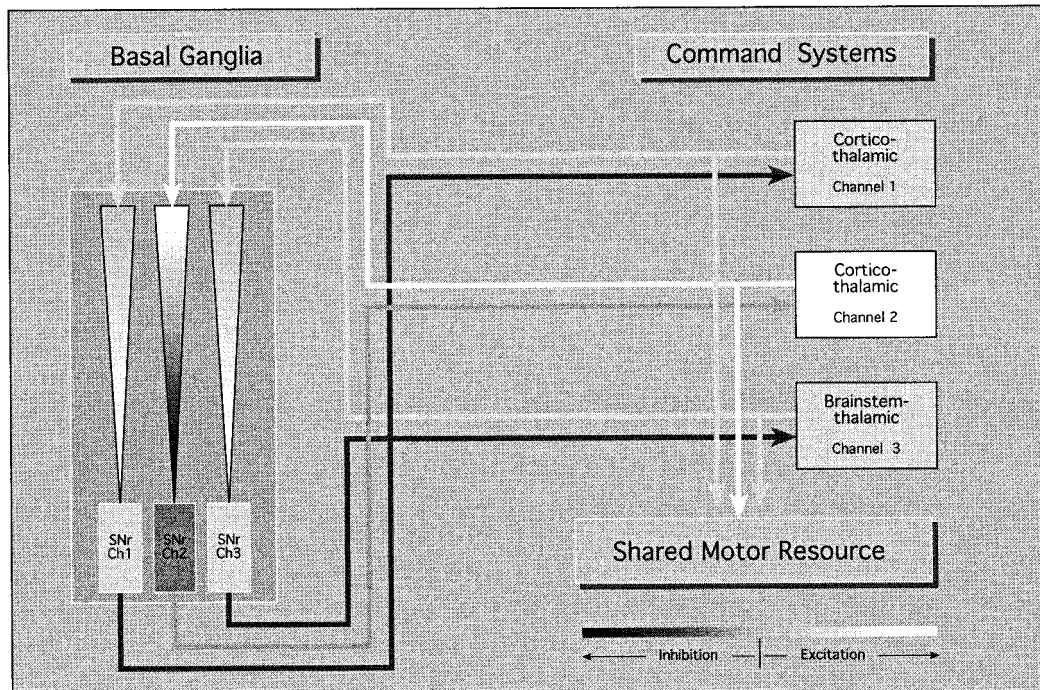 Basal Ganglia
Command Systems
Cortico-
thalamic
Channel 1
Cortico-
thalamic
Channel 2
Brainstem-
thalamic
Channel 3
SNr
Ch1
SNr
Ch2
SNr
Ch3
Shared Motor Resource
Inhibition
Excitation